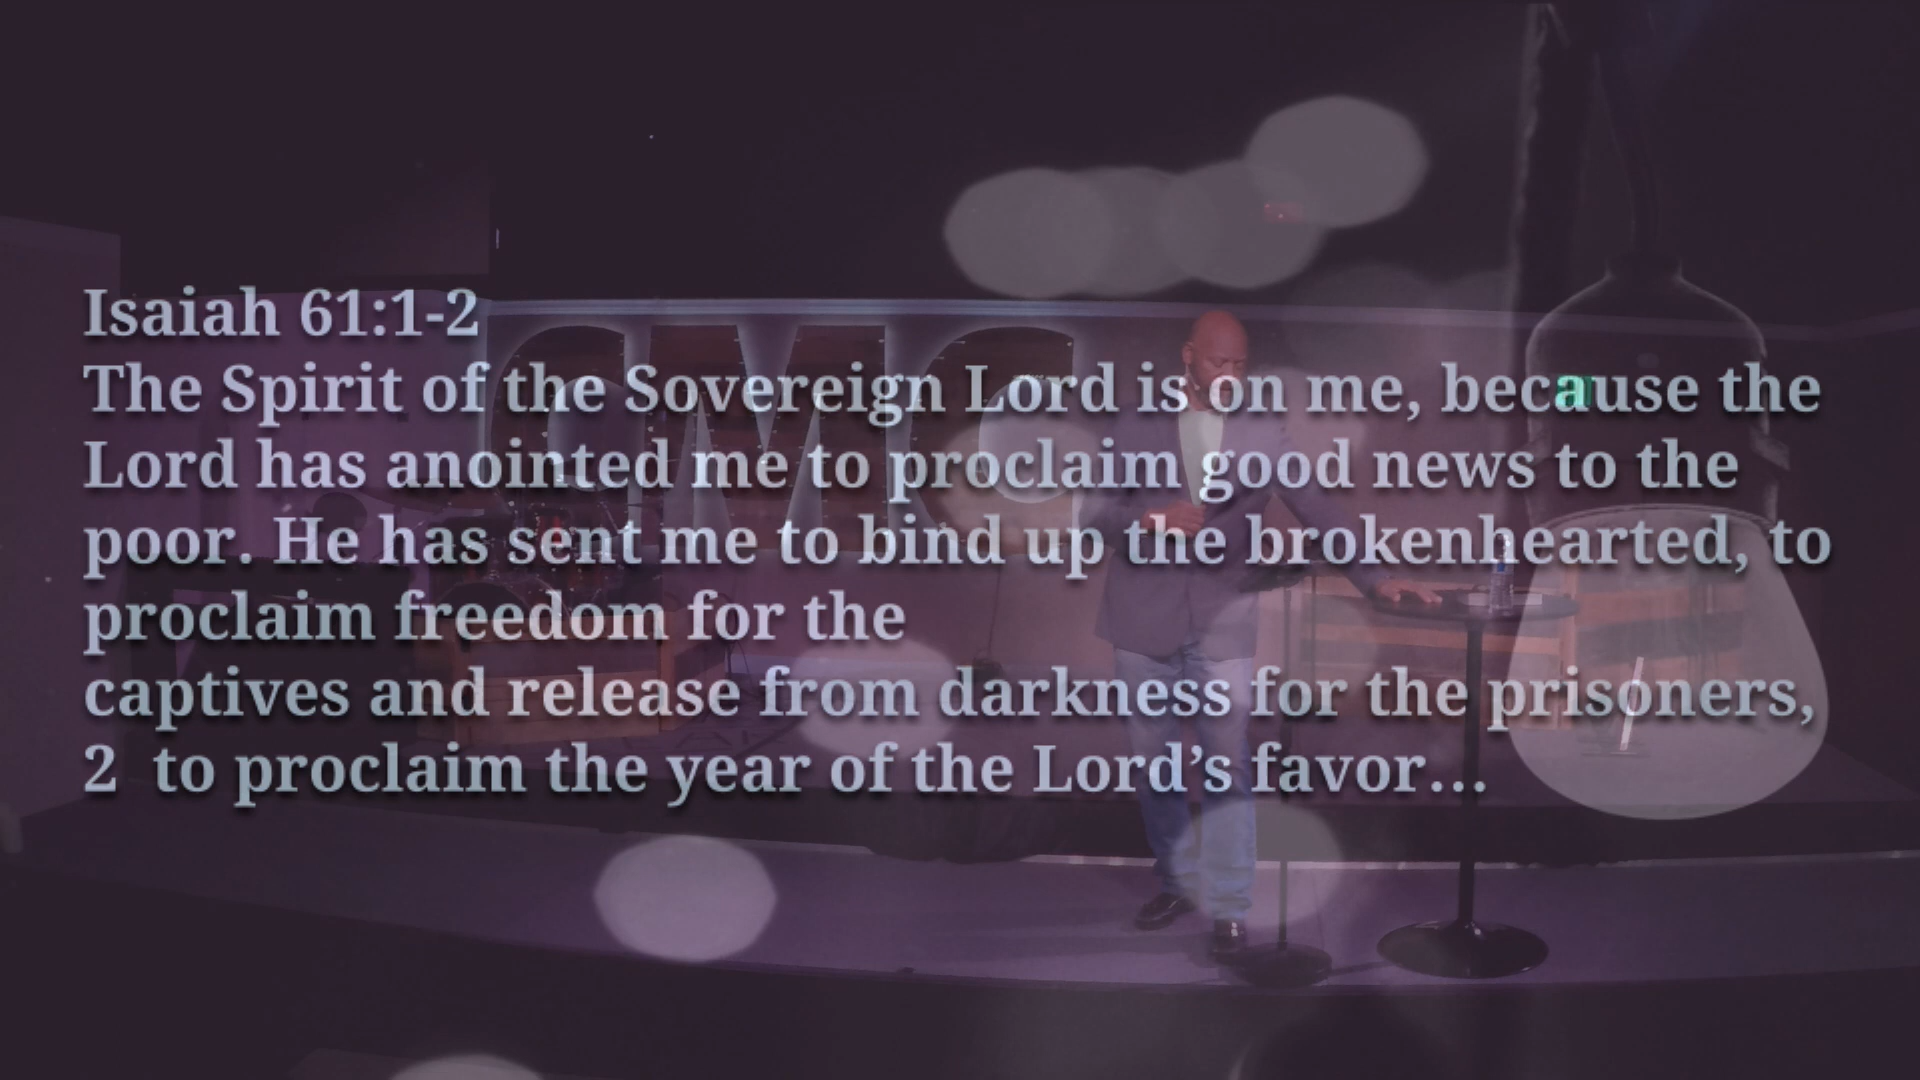 Isaiah 61:1-2
The Spirit of the Sovereign Lord is on me, because the
Lord has anointed me to proclaim good news to the
poor. He has sent me to bind up the brokenhearted, to
proclaim freedom for the
captives and release from darkness for the prisoners,
2  to proclaim the year of the Lord’s favor…
CMC